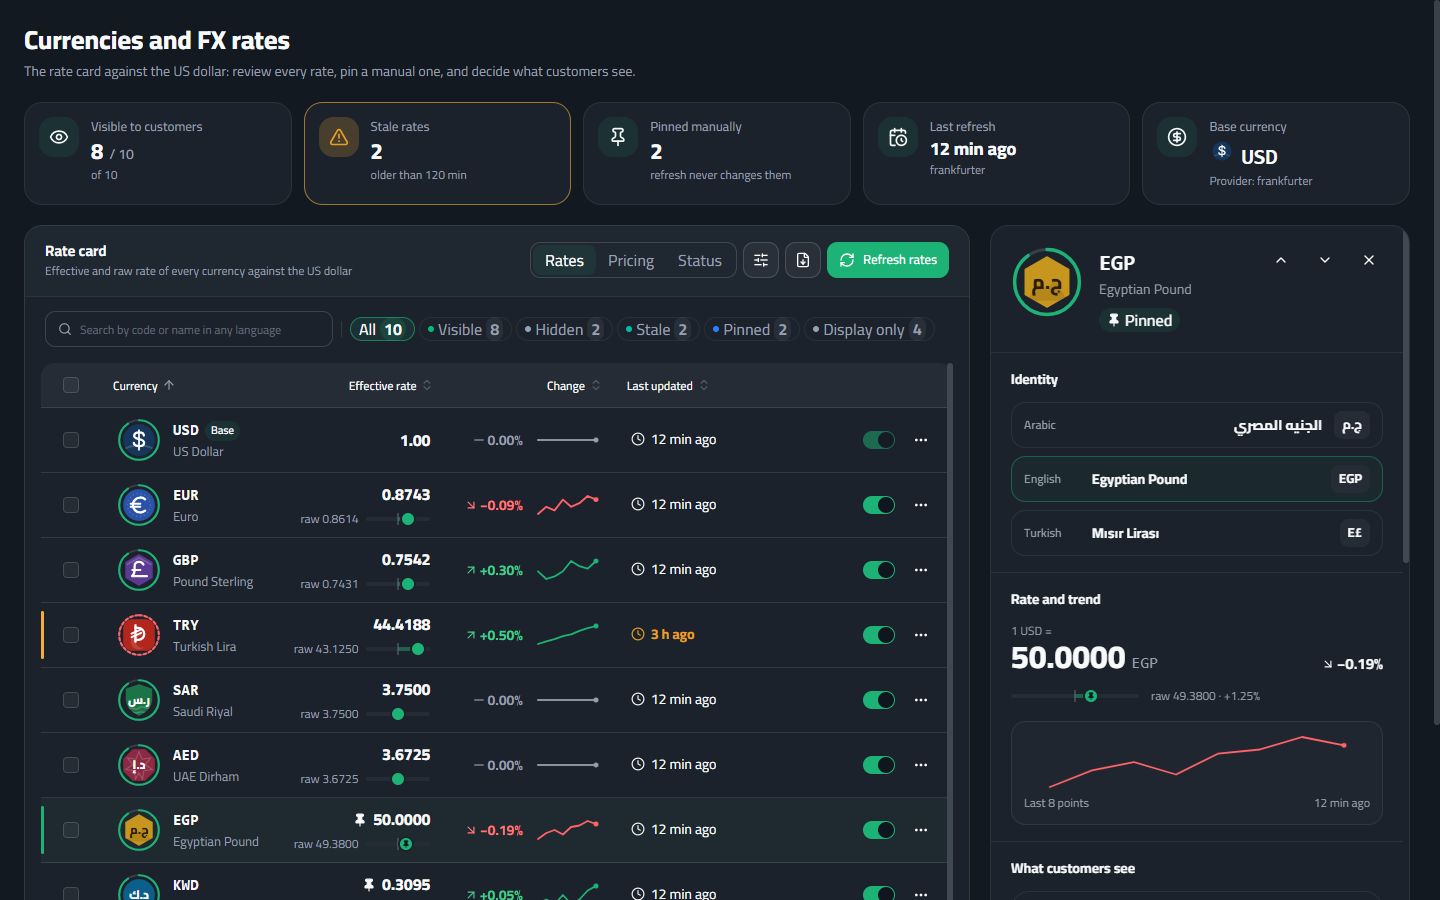 Currencies and FX rates
The rate card against the US dollar: review every rate, pin a manual one, and decide what customers see.
Visible to customers
8 / 10
of 10
Stale rates
2
older than 120 min
Pinned manually
2
refresh never changes them
Last refresh
12 min ago
frankfurter
Base currency
$ USD
Provider: frankfurter
Rate card
Effective and raw rate of every currency against the US dollar
Rates Pricing Status
Refresh rates
Search by code or name in any language
All 10 Visible 8 Hidden 2 Stale 2 Pinned 2 Display only 4
Currency Effective rate Change Last updated
$ USD Base
US Dollar
1.00 — 0.00% 12 min ago
€ EUR
Euro
0.8743
raw 0.8614
−0.09% 12 min ago
£ GBP
Pound Sterling
0.7542
raw 0.7431
+0.30% 12 min ago
₺ TRY
Turkish Lira
44.4188
raw 43.1250
+0.50% 3 h ago
ر.س SAR
Saudi Riyal
3.7500
raw 3.7500
— 0.00% 12 min ago
د.إ AED
UAE Dirham
3.6725
raw 3.6725
— 0.00% 12 min ago
ج.م EGP
Egyptian Pound
50.0000
raw 49.3800
−0.19% 12 min ago
د.ك KWD
0.3095
+0.05% 12 min ago
ج.م EGP
Egyptian Pound
Pinned
Identity
Arabic الجنيه المصري ج.م
English Egyptian Pound EGP
Turkish Mısır Lirası E£
Rate and trend
1 USD =
50.0000 EGP −0.19%
raw 49.3800 · +1.25%
Last 8 points 12 min ago
What customers see